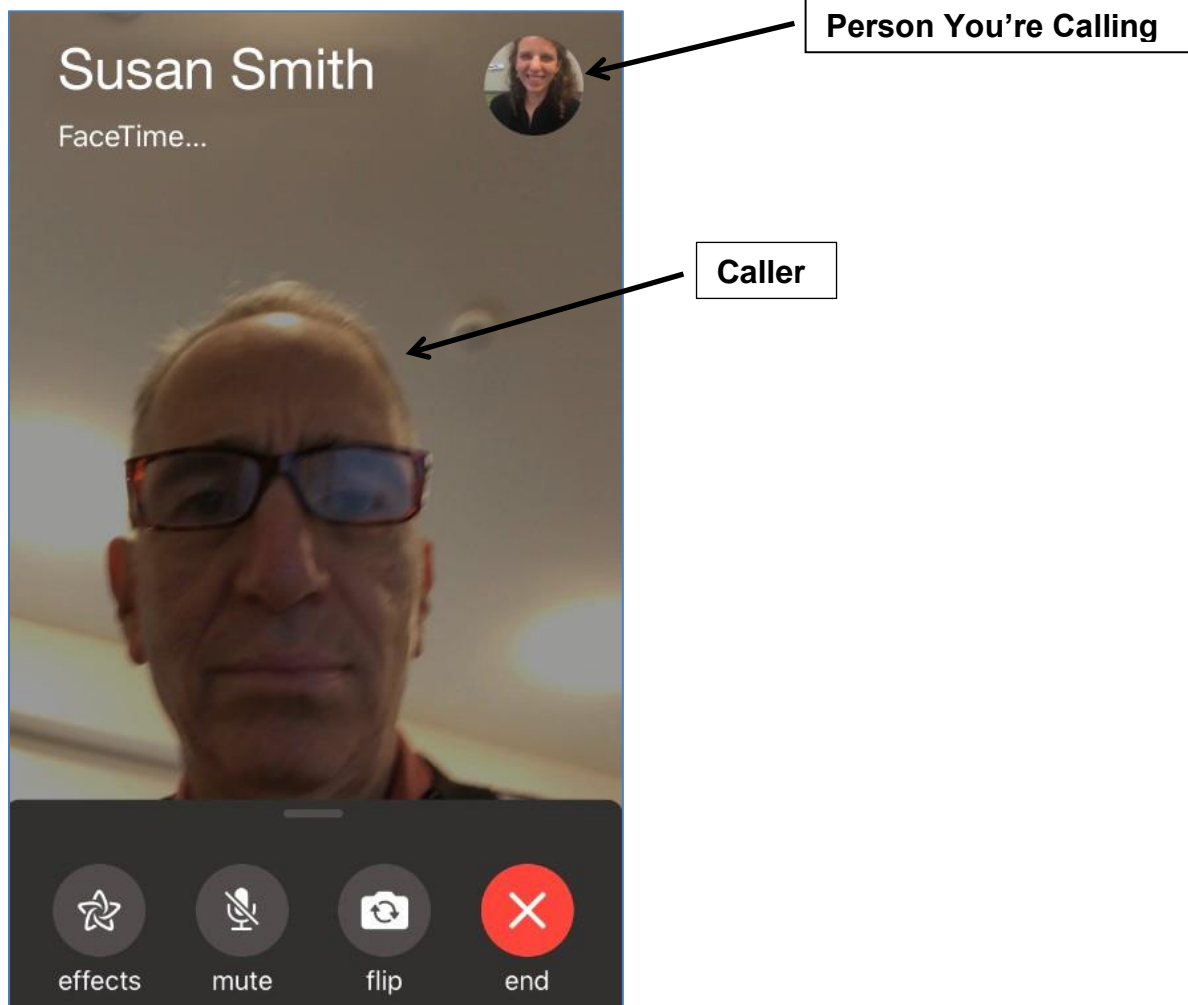 Person You’re Calling
Susan Smith
FaceTime...
Caller
effects
mute
flip
end